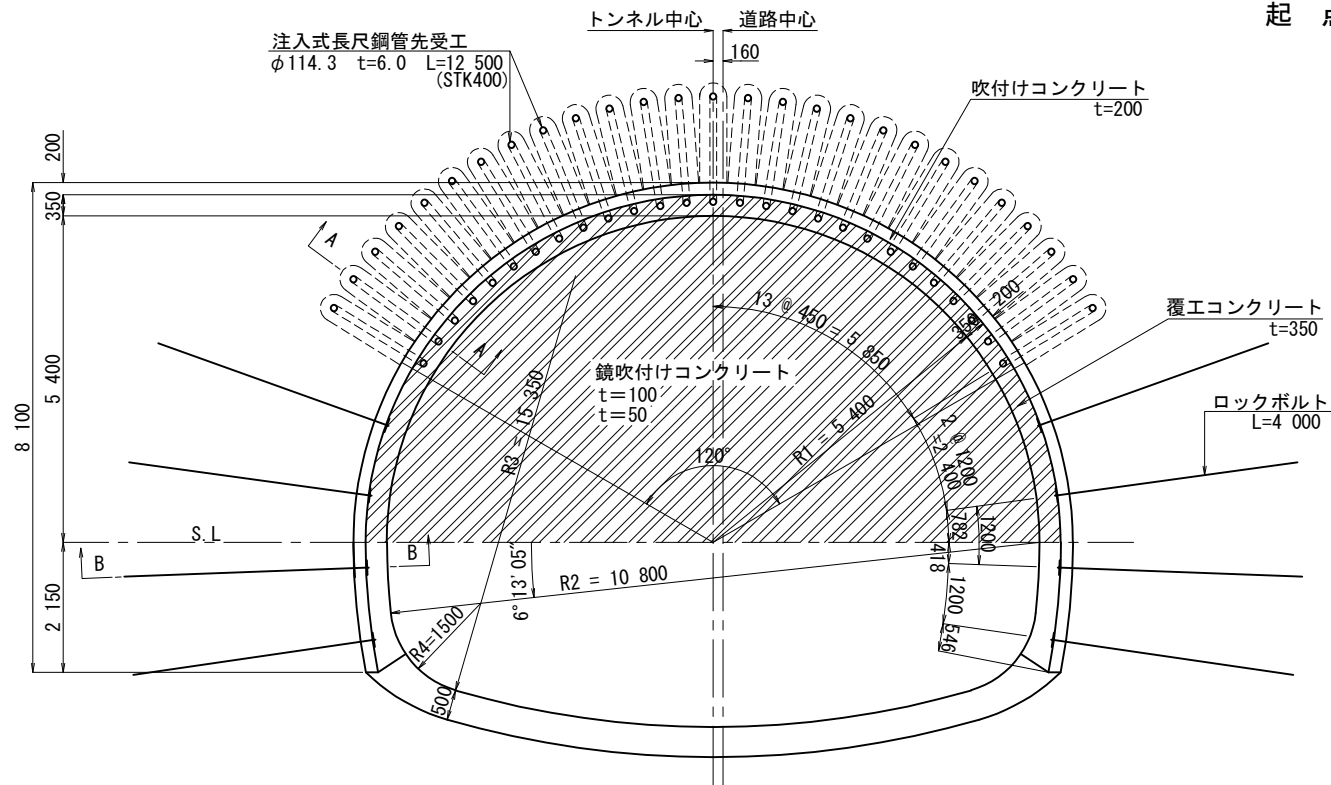 起 点
トンネル中心 道路中心
160
注入式長尺鋼管先受工
φ114.3 t=6.0 L=12 500
(STK400)
吹付けコンクリート
t=200
200
350
5 400
8 100
2 150
A
A
13 @ 450 = 5 850
350
200
覆工コンクリート
t=350
鏡吹付けコンクリート
t=100
t=50
R3 = 15 350
R1 = 5 400
120°
2 @ 1200
=2 400
ロックボルト
L=4 000
S.L
B
B
782
1200
418
6° 13' 05"
R2 = 10 800
1200
546
R4=1500
500